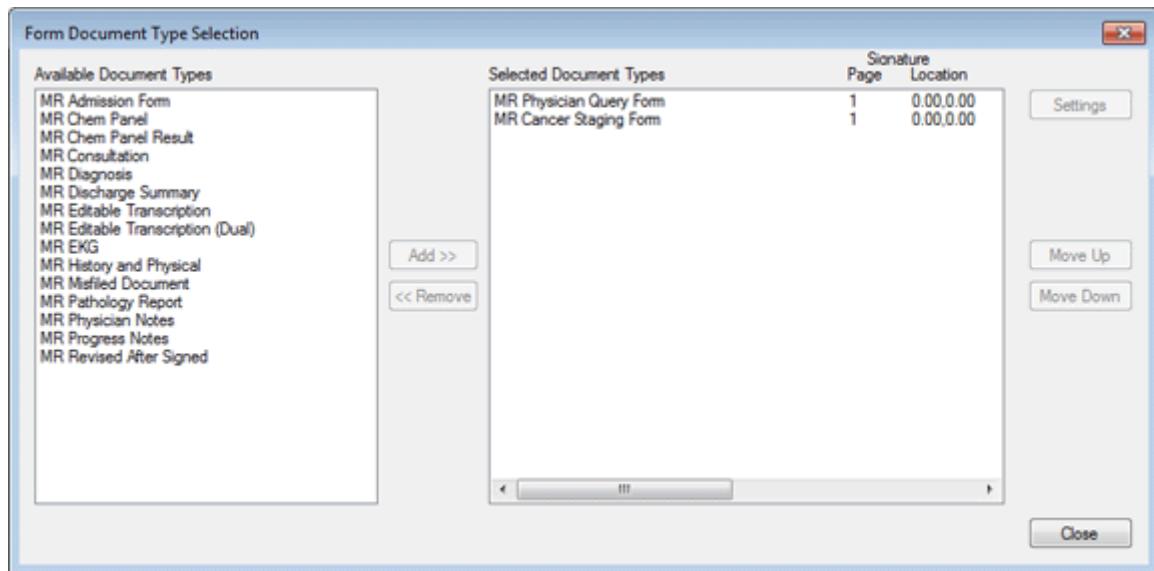 Form Document Type Selection
Available Document Types
MR Admission Form
MR Chem Panel
MR Chem Panel Result
MR Consultation
MR Diagnosis
MR Discharge Summary
MR Editable Transcription
MR Editable Transcription (Dual)
MR EKG
MR History and Physical
MR Misfiled Document
MR Pathology Report
MR Physician Notes
MR Progress Notes
MR Revised After Signed
Add >>
<< Remove
Signature
Selected Document Types Page Location
MR Physician Query Form 1 0.00,0.00
MR Cancer Staging Form 1 0.00,0.00
Settings
Move Up
Move Down
Close